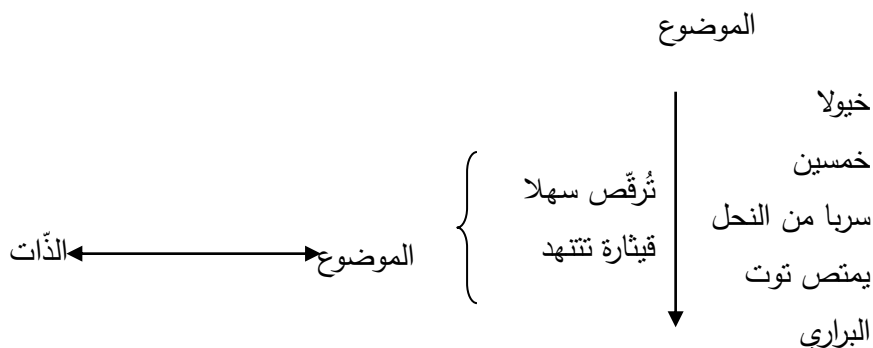 الموضوع
خيولا
خمسين
سربا من النحل
يمتص توت
البراري
تُرقّص سهلا
قيثارة تتنهد
الموضوع
الذّات